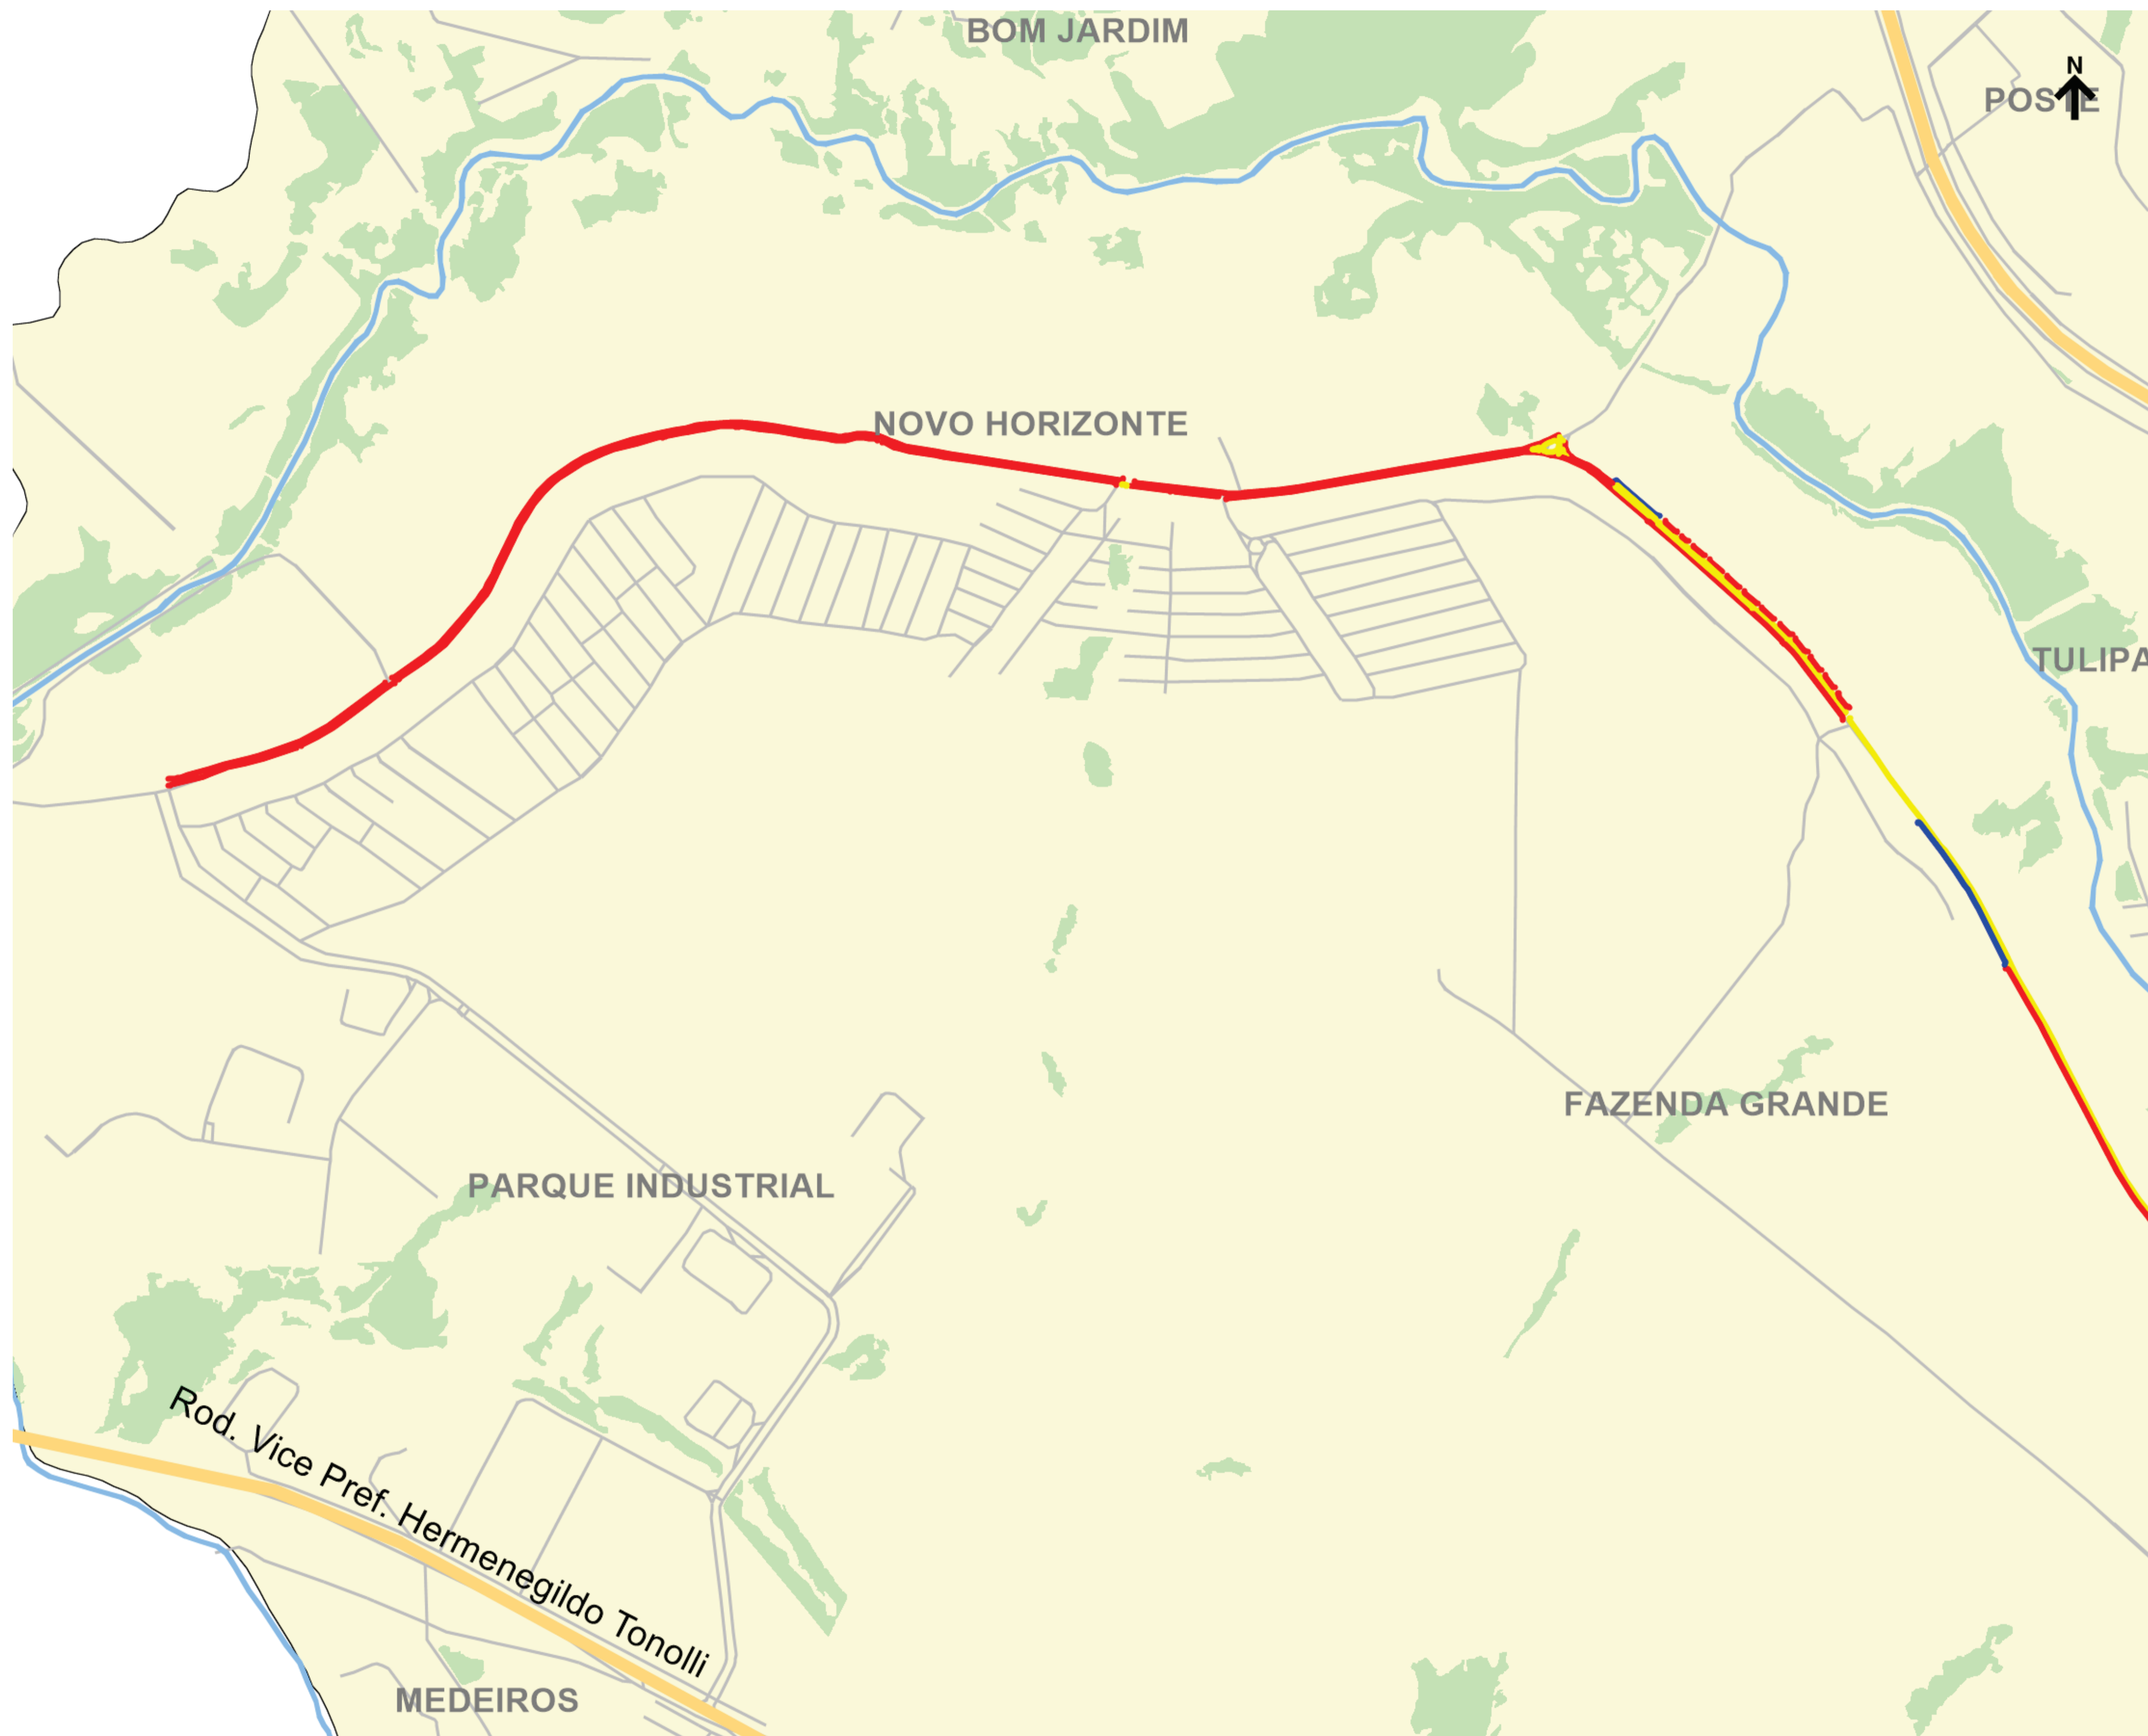 BOM JARDIM
N
POSTE
NOVO HORIZONTE
TULIPA
FAZENDA GRANDE
PARQUE INDUSTRIAL
Rod. Vice Pref. Hermenegildo Tonolli
MEDEIROS